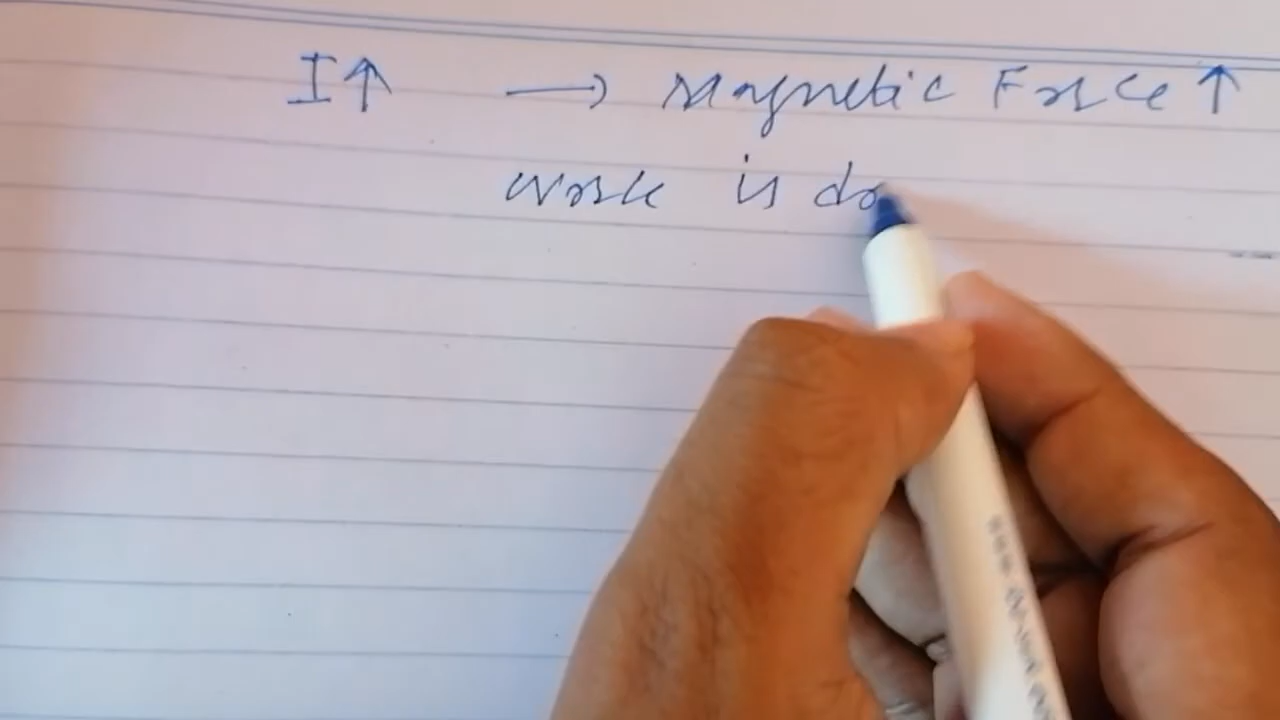 I↑ → Magnetic Force ↑
work is do